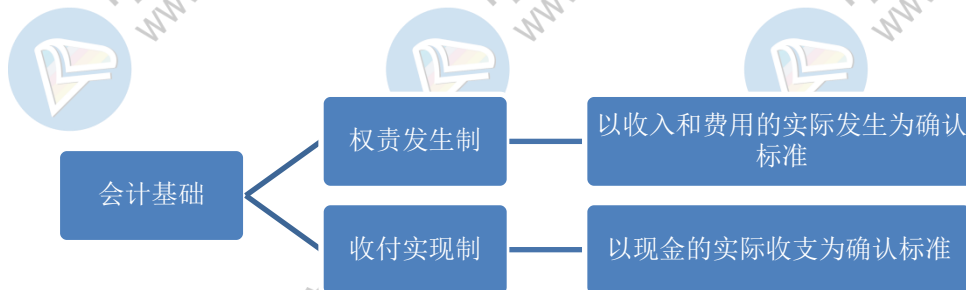 会计基础
权责发生制
以收入和费用的实际发生为确认
标准
收付实现制
以现金的实际收支为确认标准